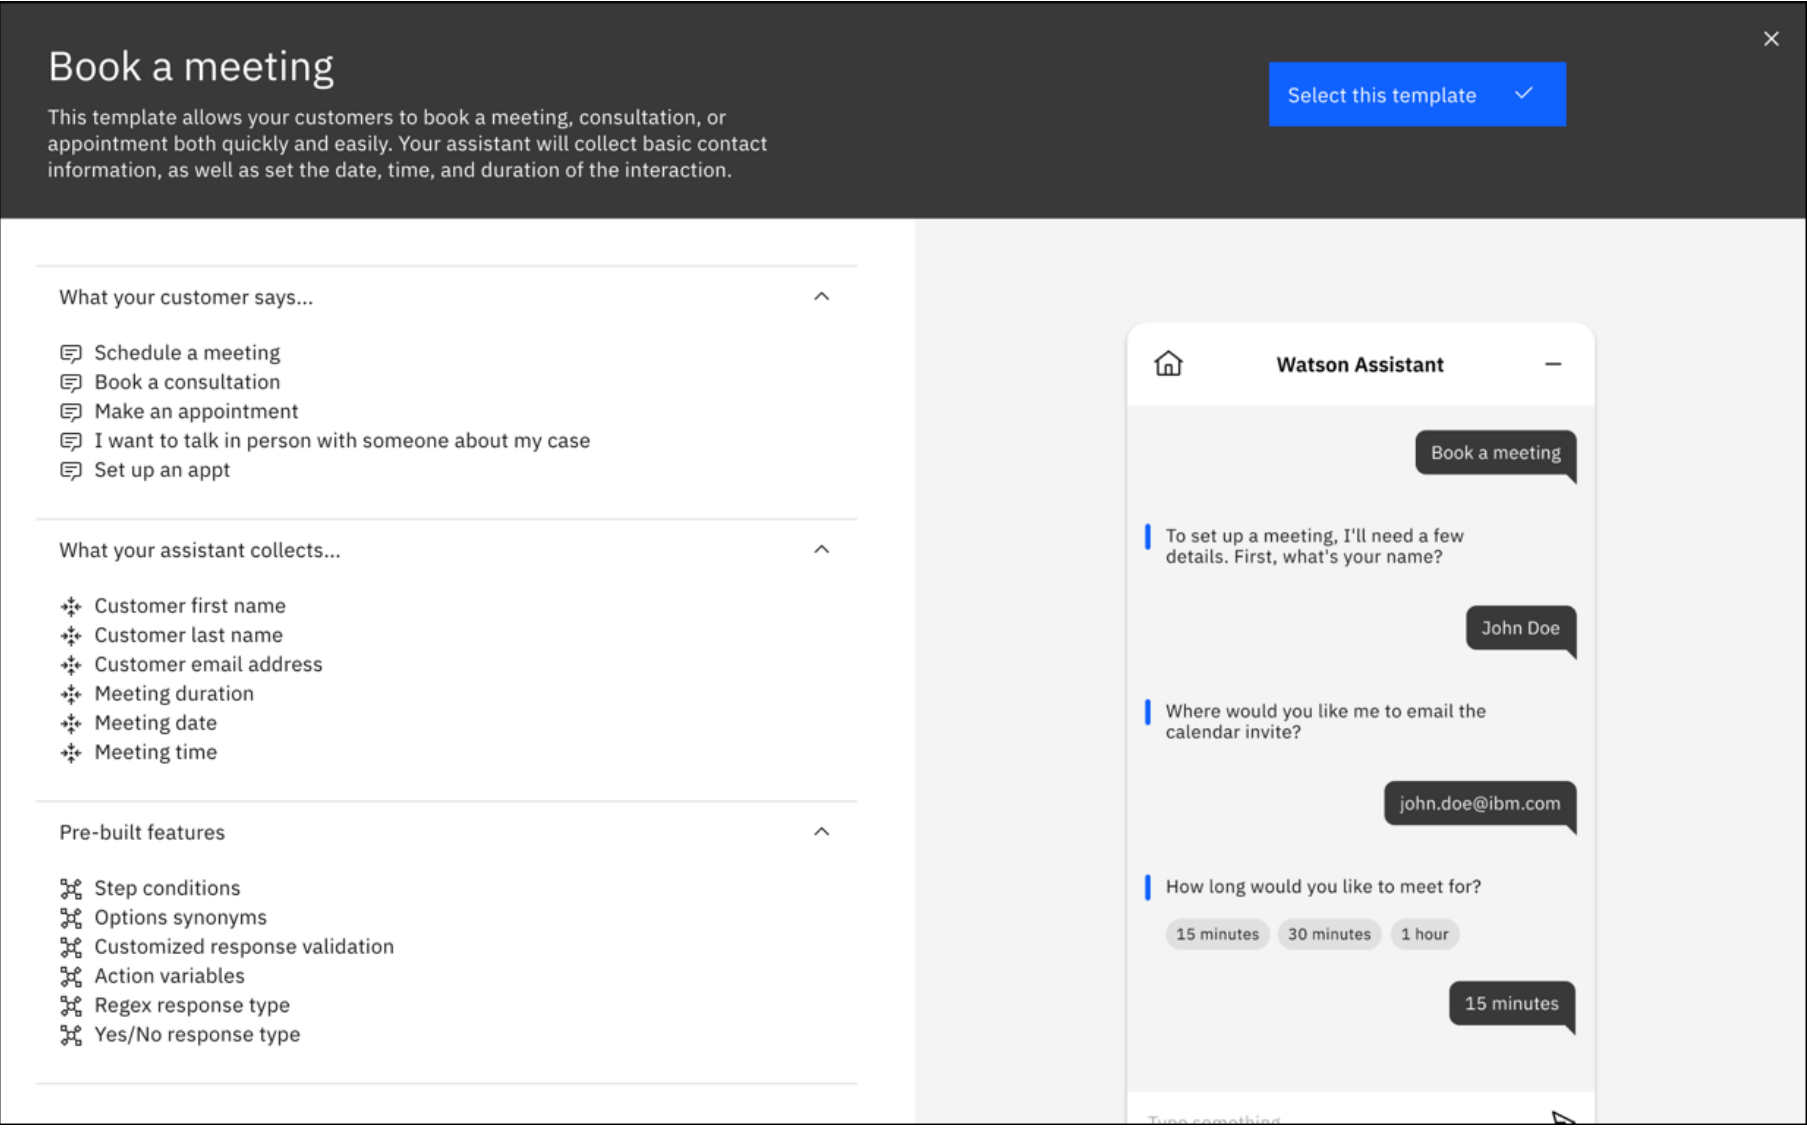 Book a meeting
This template allows your customers to book a meeting, consultation, or
appointment both quickly and easily. Your assistant will collect basic contact
information, as well as set the date, time, and duration of the interaction.
Select this template
What your customer says...
Schedule a meeting
Book a consultation
Make an appointment
I want to talk in person with someone about my case
Set up an appt
What your assistant collects...
Customer first name
Customer last name
Customer email address
Meeting duration
Meeting date
Meeting time
Pre-built features
Step conditions
Options synonyms
Customized response validation
Action variables
Regex response type
Yes/No response type
Watson Assistant
Book a meeting
To set up a meeting, I'll need a few
details. First, what's your name?
John Doe
Where would you like me to email the
calendar invite?
john.doe@ibm.com
How long would you like to meet for?
15 minutes 30 minutes 1 hour
15 minutes
Type something